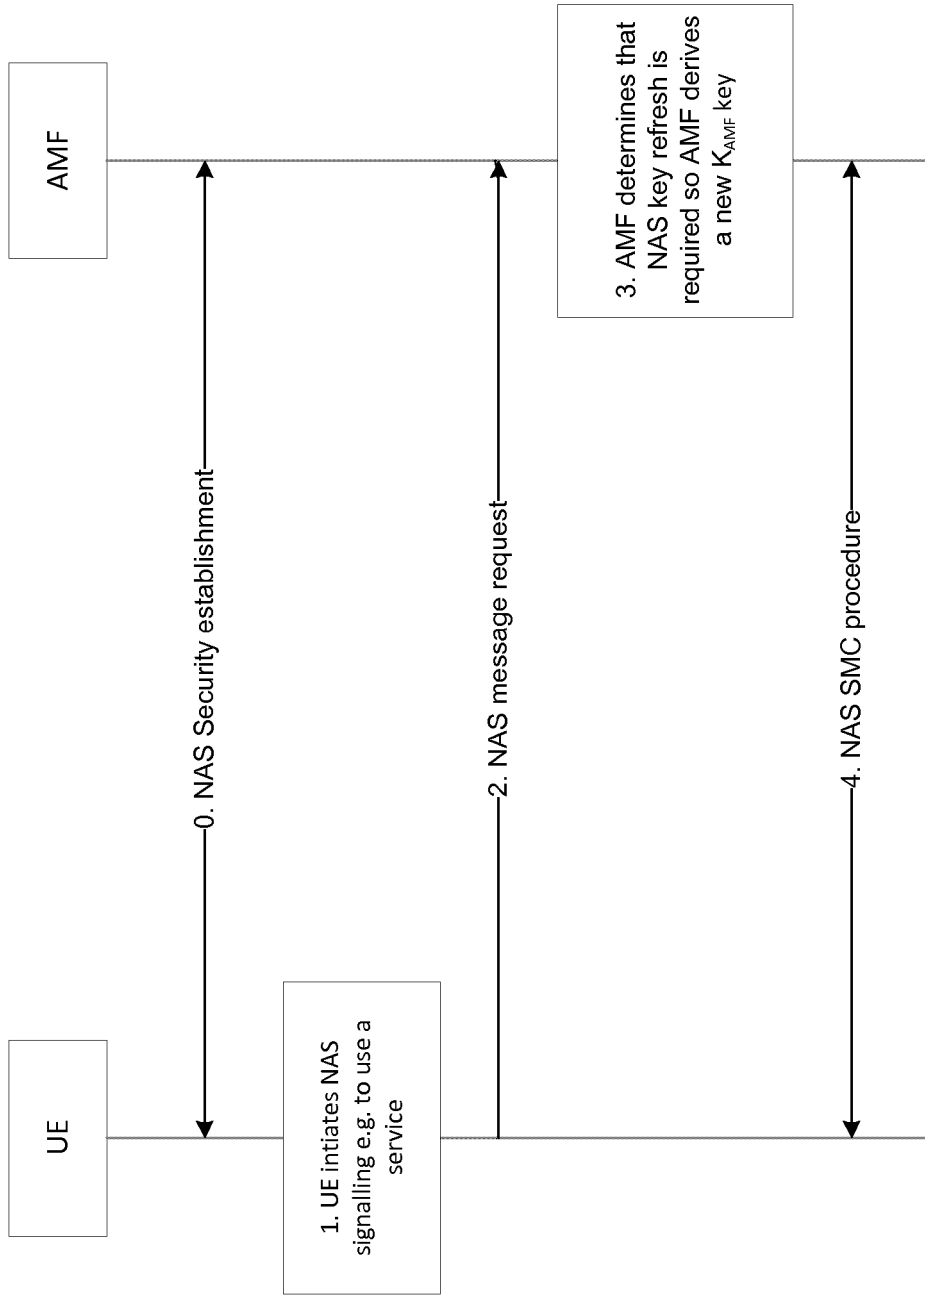 UE
AMF
0. NAS Security establishment
1. UE intiates NAS
signalling e.g. to use a
service
2. NAS message request
3. AMF determines that
NAS key refresh is
required so AMF derives
a new KAMF key
4. NAS SMC procedure